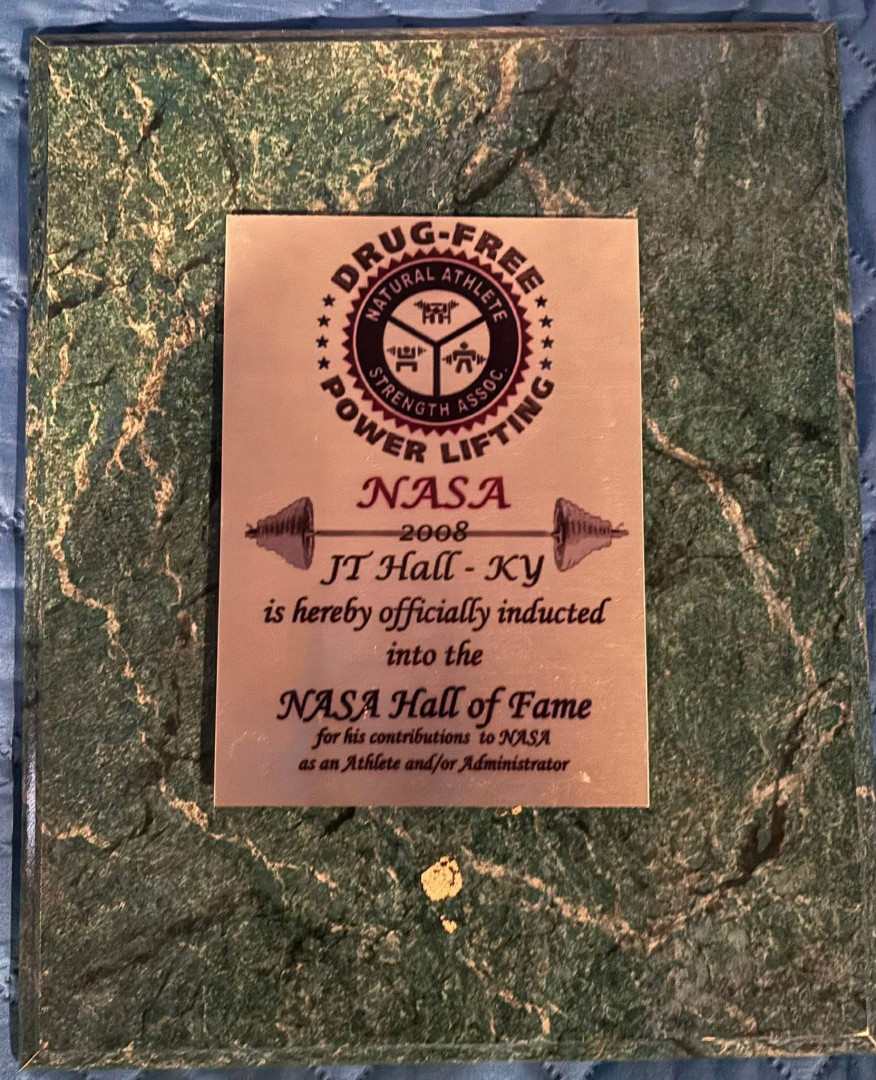 DRUG-FREE
NATURAL ATHLETE
STRENGTH ASSOC.
POWER LIFTING
NASA
2008
JT Hall - KY
is hereby officially inducted
into the
NASA Hall of Fame
for his contributions to NASA
as an Athlete and/or Administrator